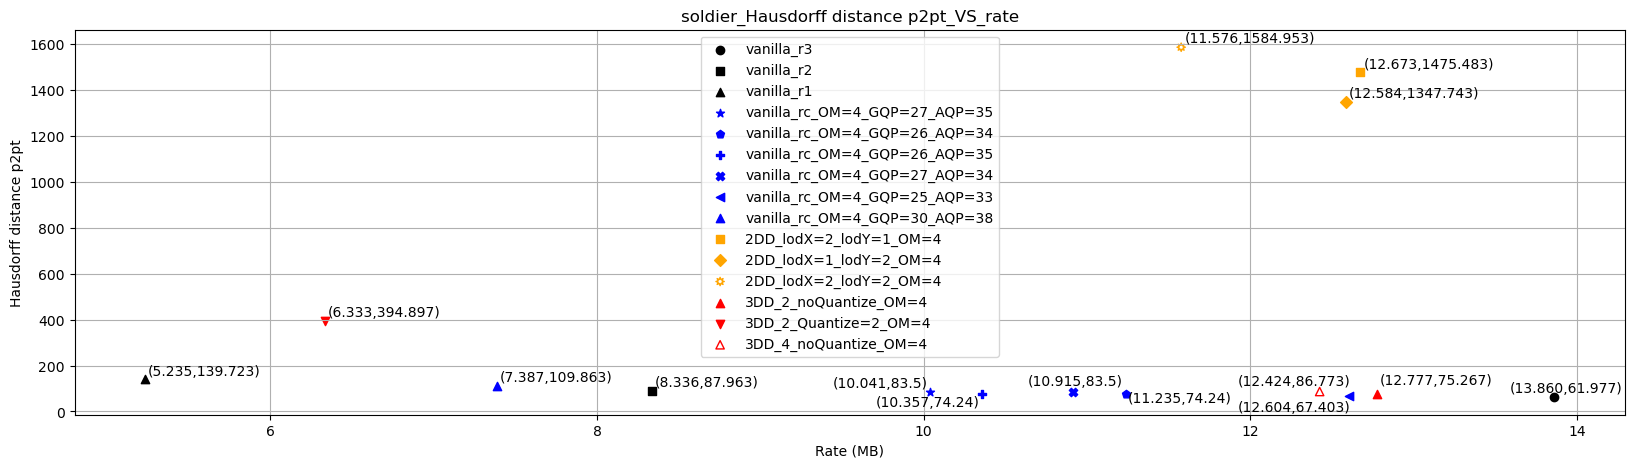 soldier_Hausdorff distance p2pt_VS_rate
Hausdorff distance p2pt
1600
1400
1200
1000
800
600
400
200
0
vanilla_r3
vanilla_r2
vanilla_r1
vanilla_rc_OM=4_GQP=27_AQP=35
vanilla_rc_OM=4_GQP=26_AQP=34
vanilla_rc_OM=4_GQP=26_AQP=35
vanilla_rc_OM=4_GQP=27_AQP=34
vanilla_rc_OM=4_GQP=25_AQP=33
vanilla_rc_OM=4_GQP=30_AQP=38
2DD_lodX=2_lodY=1_OM=4
2DD_lodX=1_lodY=2_OM=4
2DD_lodX=2_lodY=2_OM=4
3DD_2_noQuantize_OM=4
3DD_2_Quantize=2_OM=4
3DD_4_noQuantize_OM=4
(11.576,1584.953)
(12.673,1475.483)
(12.584,1347.743)
(6.333,394.897)
(5.235,139.723)
(7.387,109.863)
(8.336,87.963)
(10.041,83.5)
(10.357,74.24)
(10.915,83.5)
(11.235,74.24)
(12.424,86.773)
(12.604,67.403)
(12.777,75.267)
(13.860,61.977)
6
8
10
12
14
Rate (MB)